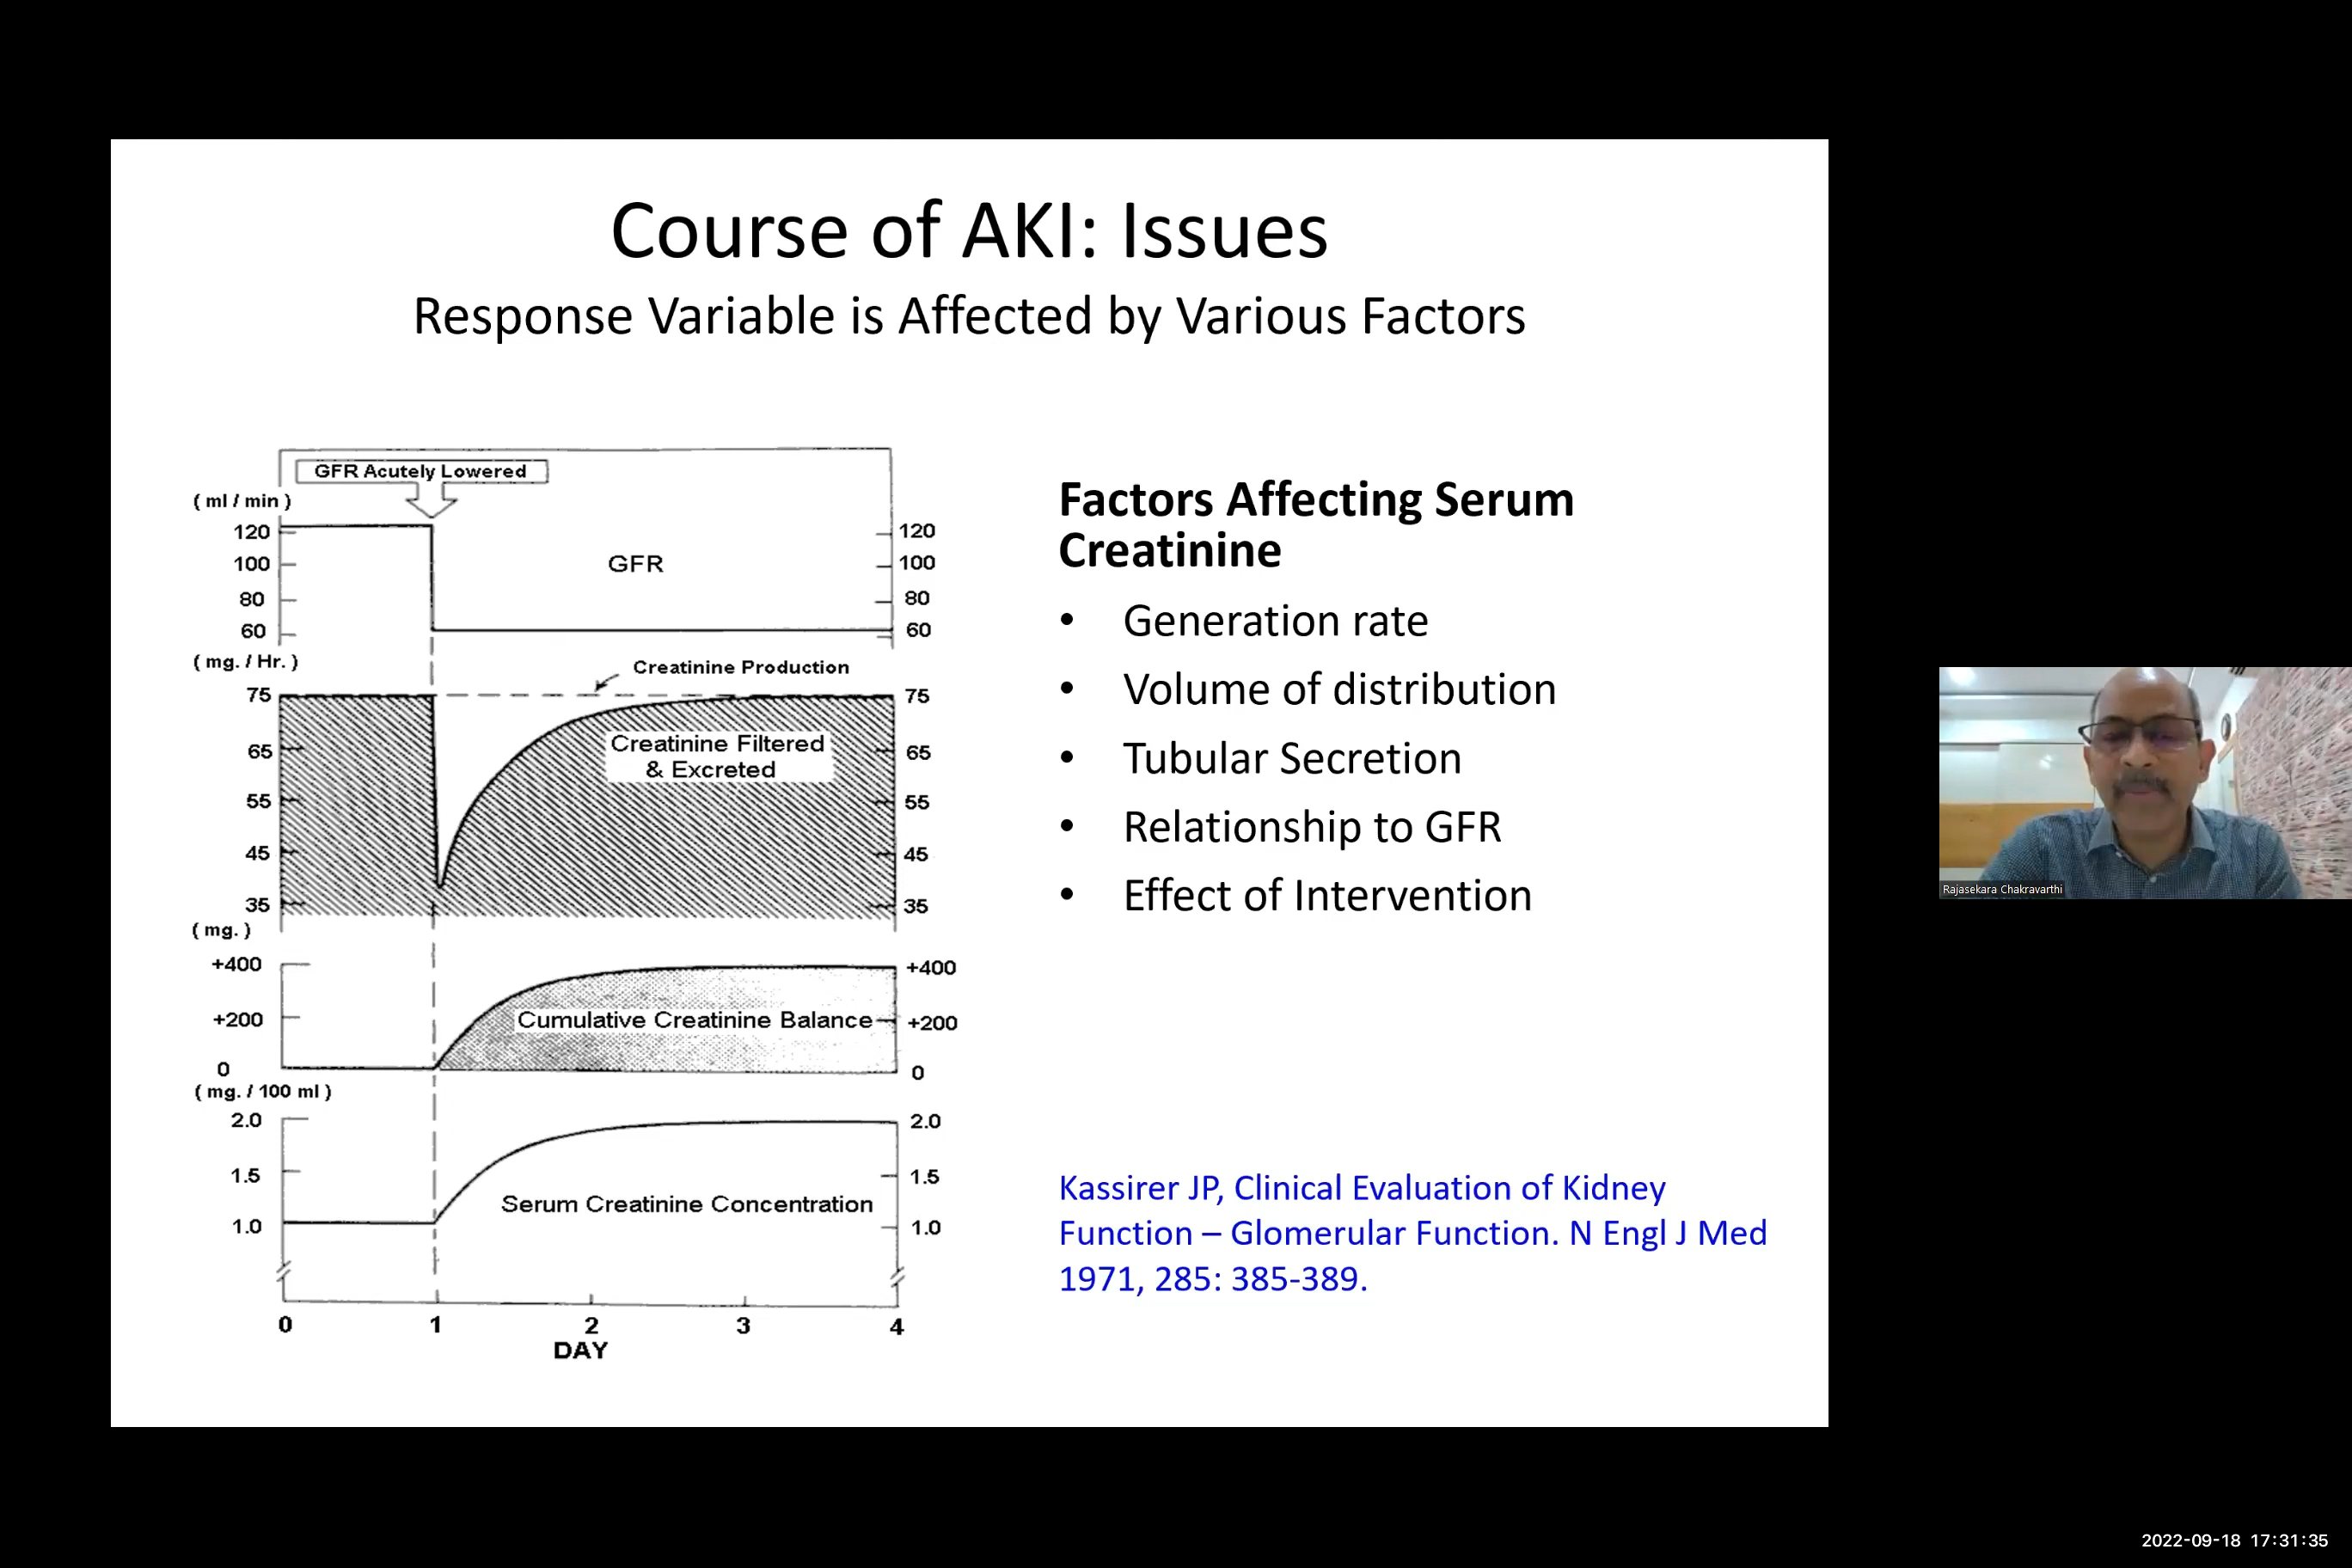 Course of AKI: Issues
Response Variable is Affected by Various Factors
GFR Acutely Lowered
( ml / min )
120
100
80
60
GFR
120
100
80
60
( mg. / Hr. )
Creatinine Production
75
65
55
45
35
Creatinine Filtered
& Excreted
75
65
55
45
35
( mg. )
+400
+200
0
Cumulative Creatinine Balance
+400
+200
0
( mg. / 100 ml )
2.0
1.5
1.0
Serum Creatinine Concentration
2.0
1.5
1.0
0 1 2 3 4
DAY
Factors Affecting Serum
Creatinine
• Generation rate
• Volume of distribution
• Tubular Secretion
• Relationship to GFR
• Effect of Intervention
Kassirer JP, Clinical Evaluation of Kidney
Function – Glomerular Function. N Engl J Med
1971, 285: 385-389.
Rajasekara Chakravarthi
2022-09-18 17:31:35